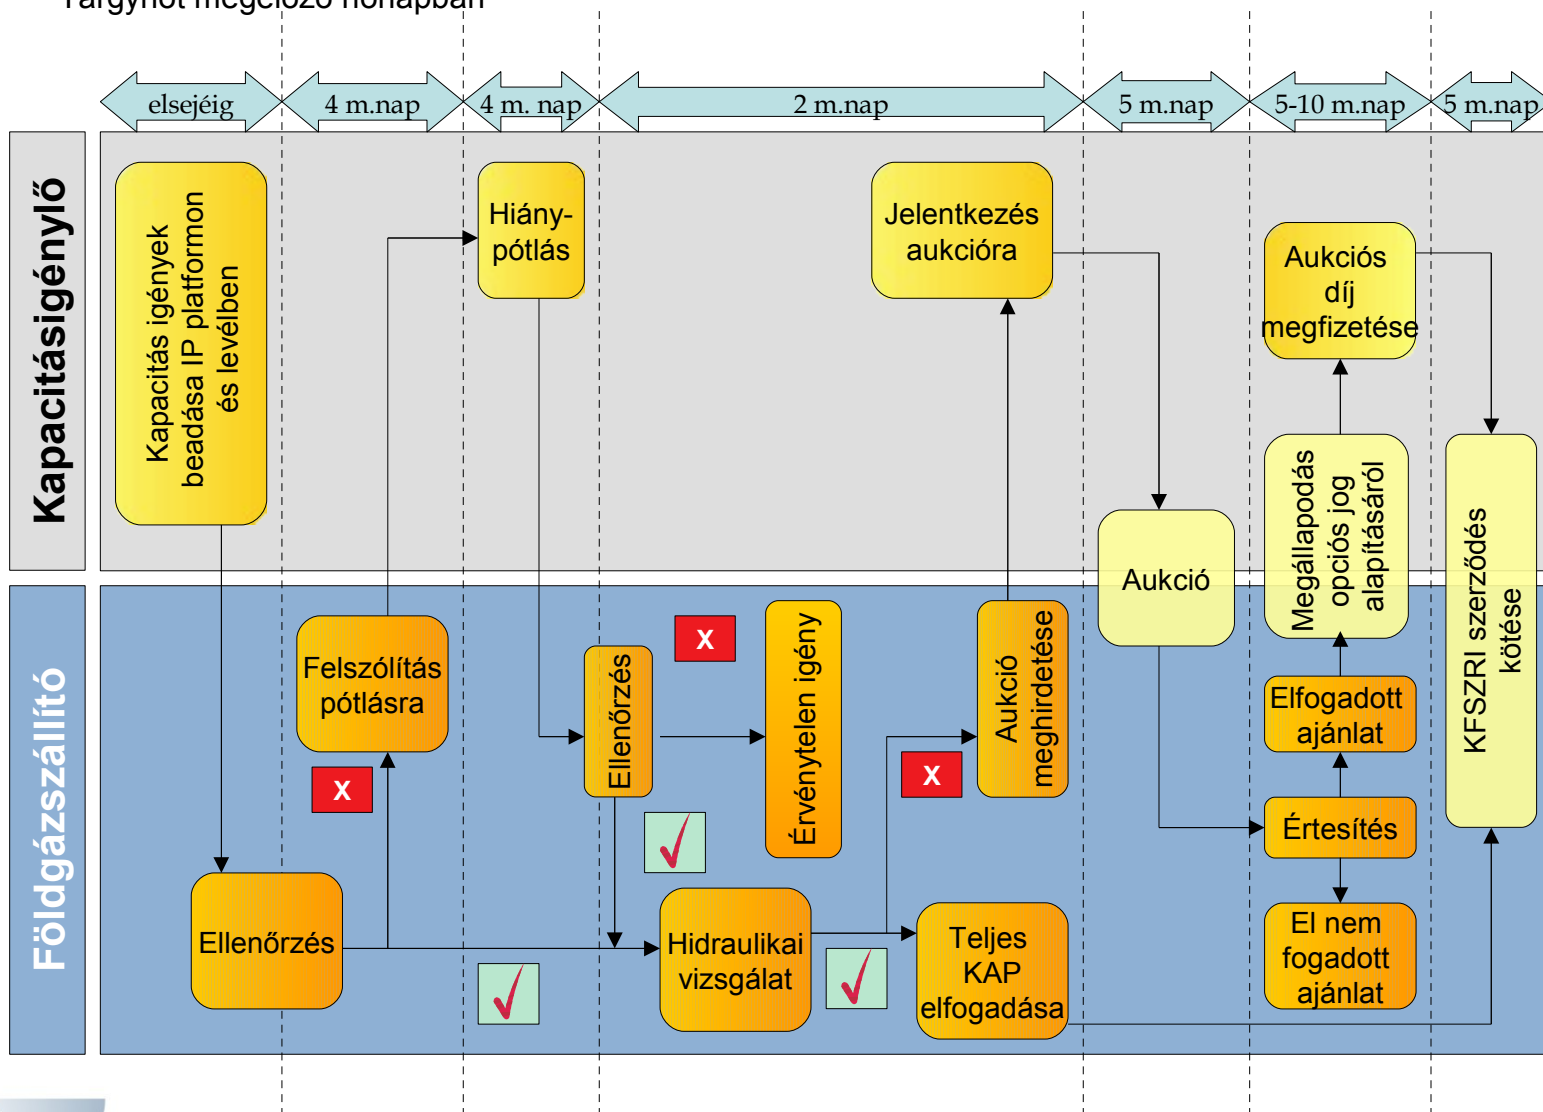 Tárgyhót megelőző hónapban
elsejéig
4 m.nap
4 m. nap
2 m.nap
5 m.nap
5-10 m.nap
5 m.nap
Kapacitásigénylő
Kapacitás igények
beadása IP platformon
és levélben
Hiány-
pótlás
Jelentkezés
aukcióra
Aukciós
díj
megfizetése
Megállapodás
opciós jog
alapításáról
KFSZRI szerződés
kötése
Aukció
Földgázszállító
Felszólítás
pótlásra
X
Ellenőrzés
X
Érvénytelen igény
Aukció
meghirdetése
X
Elfogadott
ajánlat
Értesítés
El nem
fogadott
ajánlat
Ellenőrzés
Hidraulikai
vizsgálat
Teljes
KAP
elfogadása